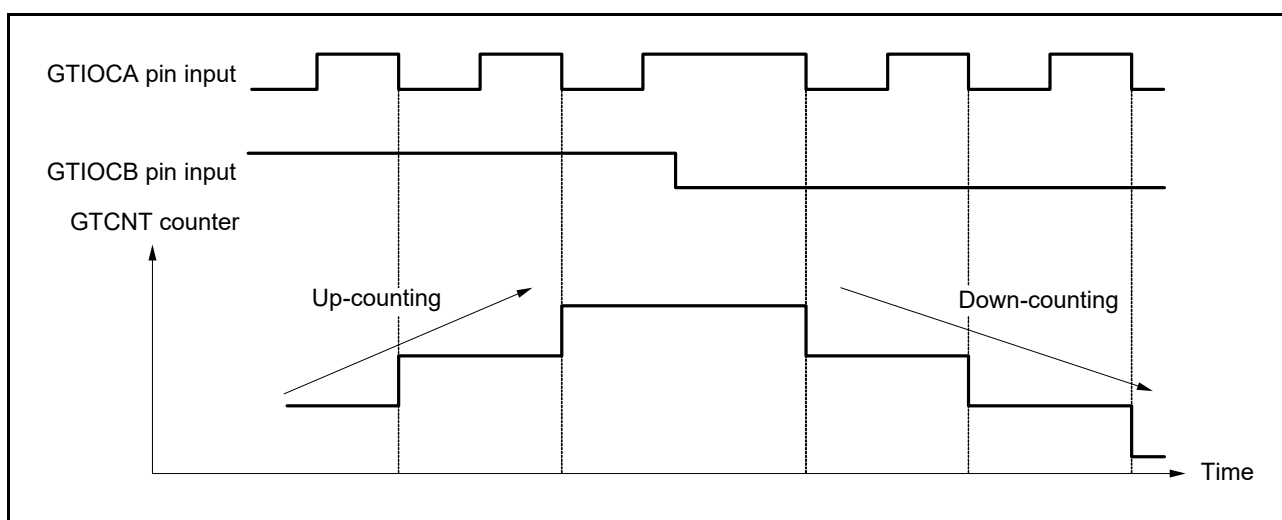 GTIOCA pin input
GTIOCB pin input
GTCNT counter
Up-counting
Down-counting
Time